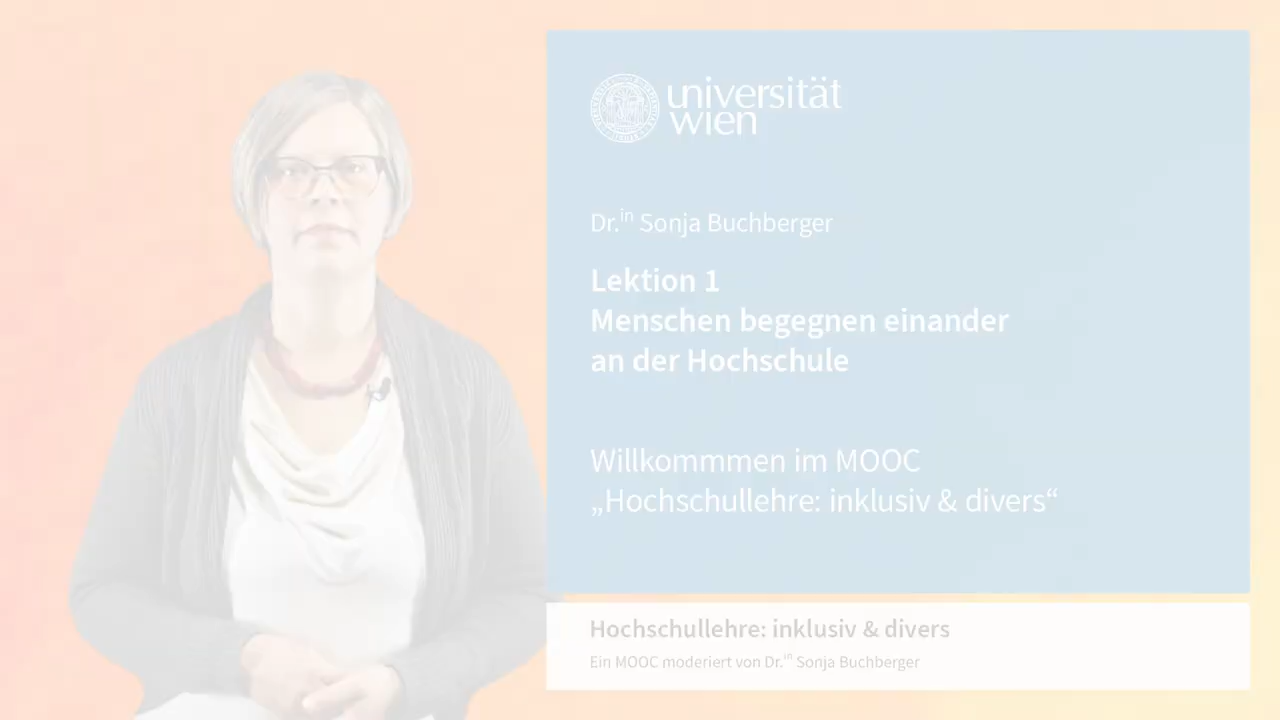 universität
wien
Dr.in Sonja Buchberger
Lektion 1
Menschen begegnen einander
an der Hochschule
Willkommmen im MOOC
„Hochschullehre: inklusiv & divers“
Hochschullehre: inklusiv & divers
Ein MOOC moderiert von Dr.in Sonja Buchberger